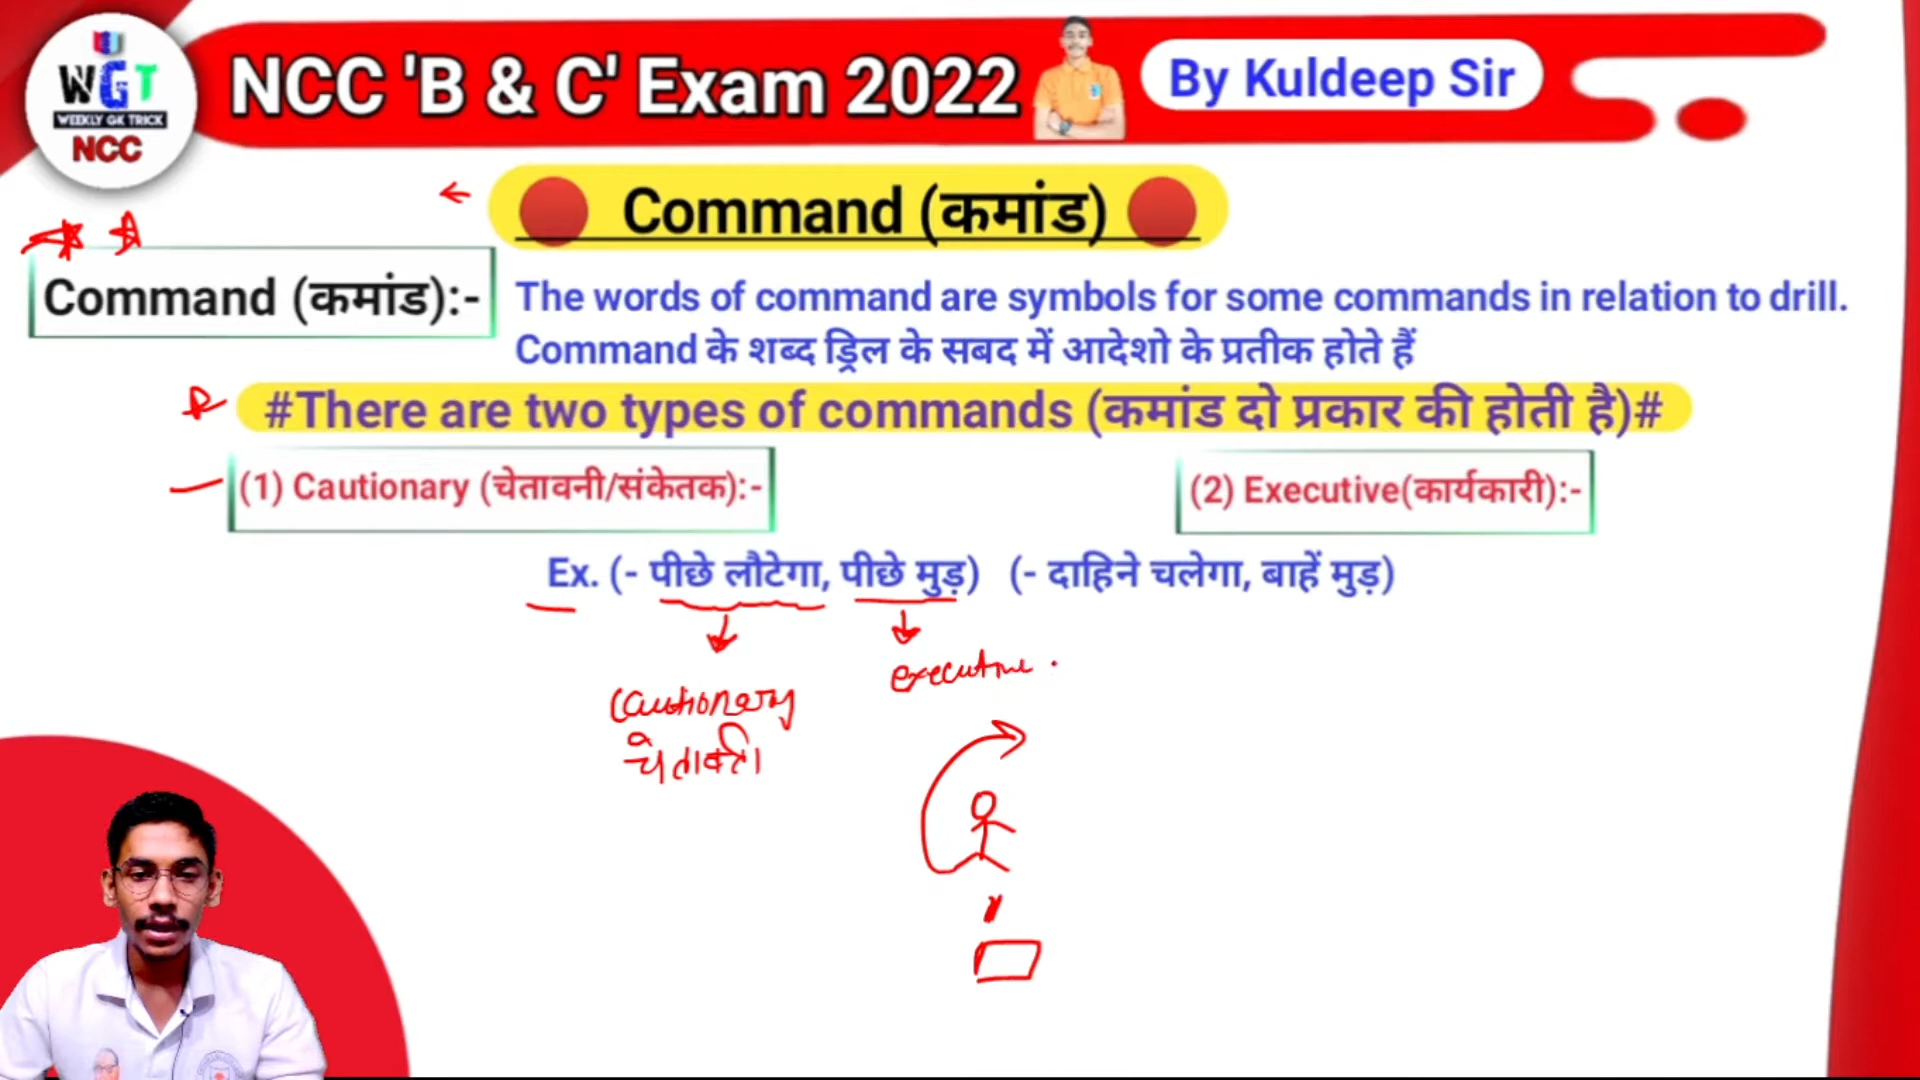 WGT
WEEKLY GK TRICK
NCC
NCC 'B & C' Exam 2022
By Kuldeep Sir
Command (कमांड)
Command (कमांड):-
The words of command are symbols for some commands in relation to drill.
Command के शब्द ड्रिल के सबद में आदेशो के प्रतीक होते हैं
#There are two types of commands (कमांड दो प्रकार की होती है)#
(1) Cautionary (चेतावनी/संकेतक):-
(2) Executive(कार्यकारी):-
Ex. (- पीछे लौटेगा, पीछे मुड़) (- दाहिने चलेगा, बाहें मुड़)
executive .
Cautionary